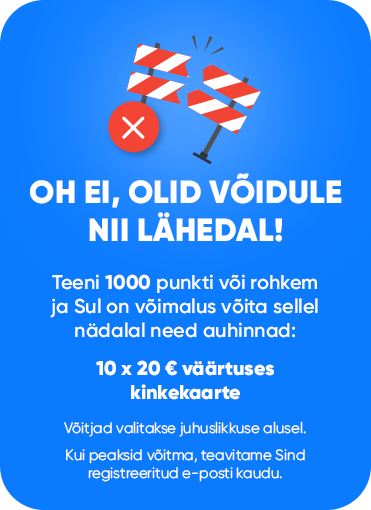 OH EI, OLID VÕIDULE
NII LÄHEDAL!
Teeni 1000 punkti või rohkem
ja Sul on võimalus võita sellel
nädalal need auhinnad:
10 x 20 € väärtuses
kinkekaarte
Võitjad valitakse juhuslikkuse alusel.
Kui peaksid võitma, teavitame Sind
registreeritud e-posti kaudu.